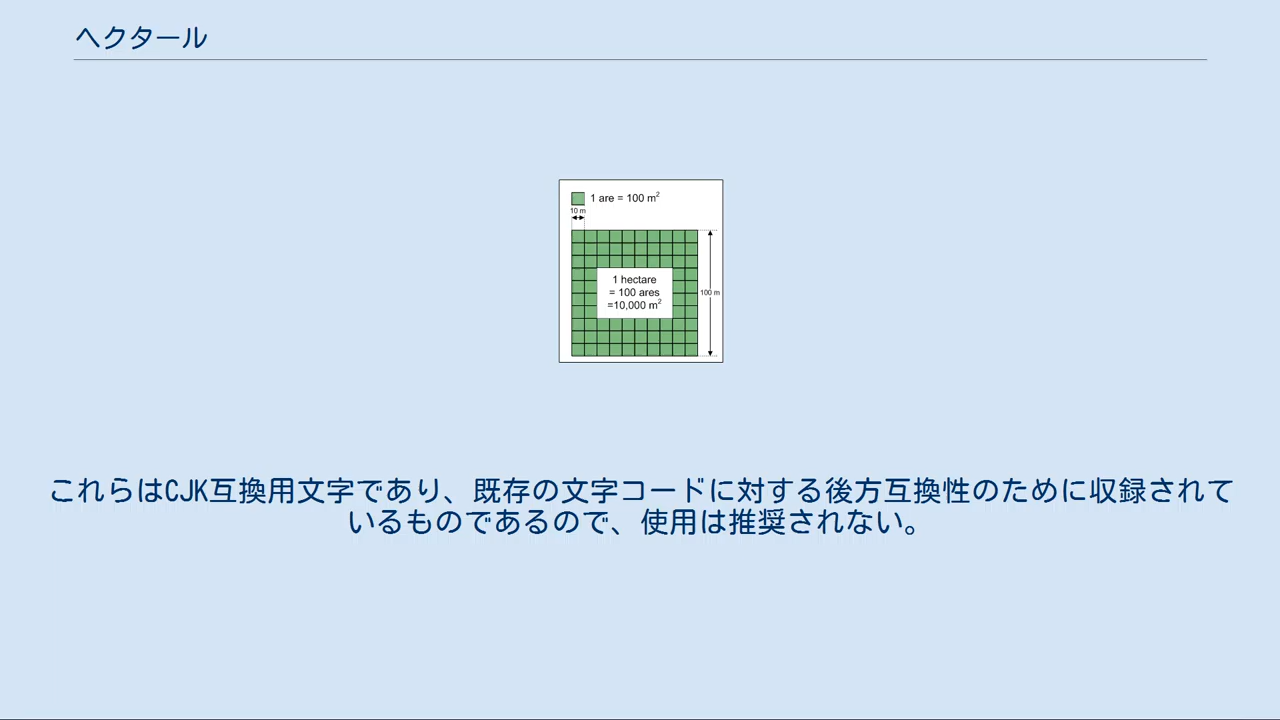 ヘクタール
1 are = 100 m²
10 m
1 hectare
= 100 ares
=10,000 m²
100 m
これらはCJK互換用文字であり、既存の文字コードに対する後方互換性のために収録されて
いるものであるので、使用は推奨されない。